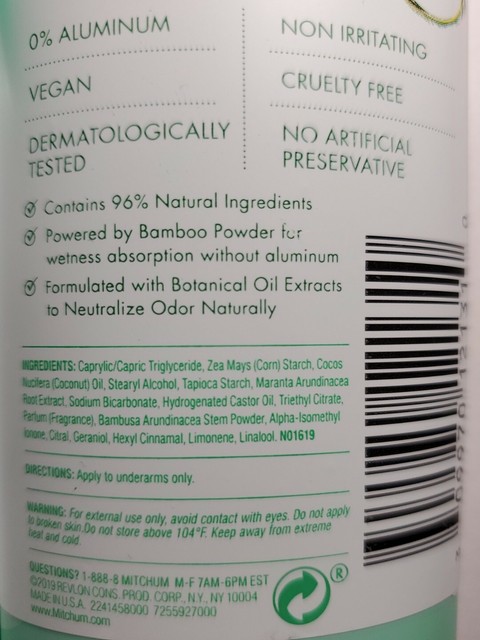 0% ALUMINUM
NON IRRITATING
VEGAN
CRUELTY FREE
DERMATOLOGICALLY
TESTED
NO ARTIFICIAL
PRESERVATIVE
Contains 96% Natural Ingredients
Powered by Bamboo Powder for
wetness absorption without aluminum
Formulated with Botanical Oil Extracts
to Neutralize Odor Naturally
INGREDIENTS: Caprylic/Capric Triglyceride, Zea Mays (Corn) Starch, Cocos
Nucifera (Coconut) Oil, Stearyl Alcohol, Tapioca Starch, Maranta Arundinacea
Root Extract, Sodium Bicarbonate, Hydrogenated Castor Oil, Triethyl Citrate,
Parfum (Fragrance), Bambusa Arundinacea Stem Powder, Alpha-Isomethyl
Ionone, Citral, Geraniol, Hexyl Cinnamal, Limonene, Linalool. N01619
DIRECTIONS: Apply to underarms only.
WARNING: For external use only, avoid contact with eyes. Do not apply
to broken skin.Do not store above 104°F. Keep away from extreme
heat and cold.
QUESTIONS? 1-888-8 MITCHUM M-F 7AM-6PM EST
©2019 REVLON CONS. PROD. CORP., N.Y., NY 10004
MADE IN U.S.A. 2241458000 7255927000
www.Mitchum.com
®